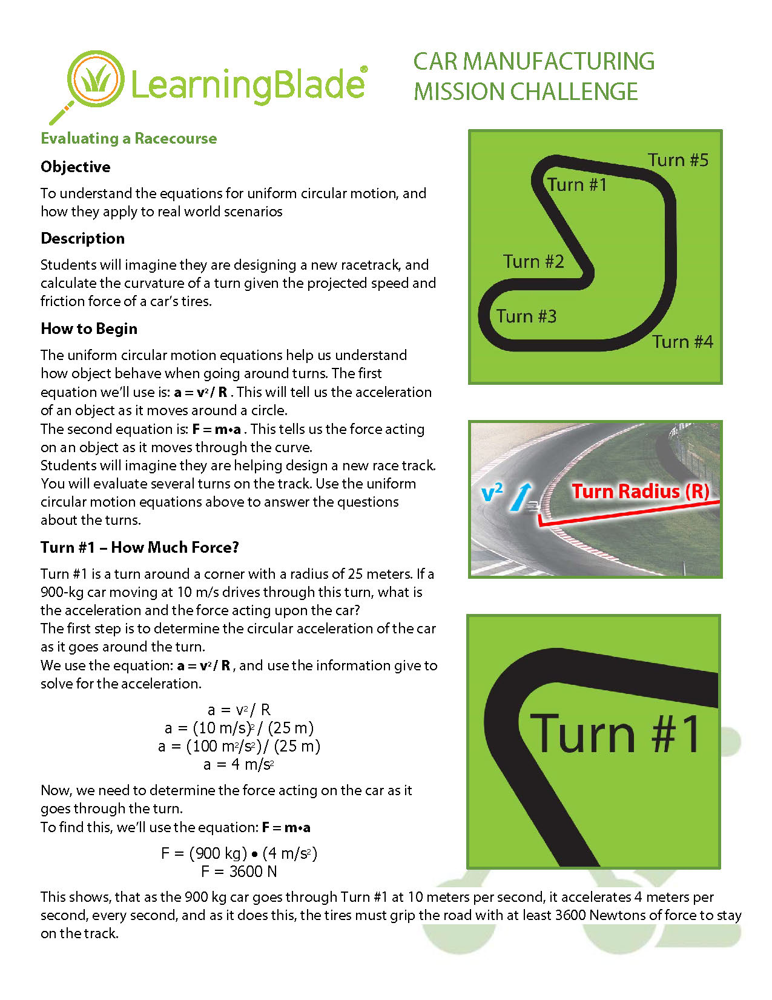 LearningBlade®
CAR MANUFACTURING
MISSION CHALLENGE
Evaluating a Racecourse
Objective
To understand the equations for uniform circular motion, and
how they apply to real world scenarios
Description
Students will imagine they are designing a new racetrack, and
calculate the curvature of a turn given the projected speed and
friction force of a car's tires.
How to Begin
The uniform circular motion equations help us understand
how object behave when going around turns. The first
equation we'll use is: a = v²/ R . This will tell us the acceleration
of an object as it moves around a circle.
The second equation is: F = m•a . This tells us the force acting
on an object as it moves through the curve.
Students will imagine they are helping design a new race track.
You will evaluate several turns on the track. Use the uniform
circular motion equations above to answer the questions
about the turns.
Turn #1 – How Much Force?
Turn #1 is a turn around a corner with a radius of 25 meters. If a
900-kg car moving at 10 m/s drives through this turn, what is
the acceleration and the force acting upon the car?
The first step is to determine the circular acceleration of the car
as it goes around the turn.
We use the equation: a = v²/ R , and use the information give to
solve for the acceleration.
a = v²/ R
a = (10 m/s)² / (25 m)
a = (100 m²/s²)/ (25 m)
a = 4 m/s²
Now, we need to determine the force acting on the car as it
goes through the turn.
To find this, we'll use the equation: F = m•a
F = (900 kg) • (4 m/s²)
F = 3600 N
This shows, that as the 900 kg car goes through Turn #1 at 10 meters per second, it accelerates 4 meters per
second, every second, and as it does this, the tires must grip the road with at least 3600 Newtons of force to stay
on the track.
Turn #5
Turn #1
Turn #2
Turn #3
Turn #4
v²
Turn Radius (R)
Turn #1